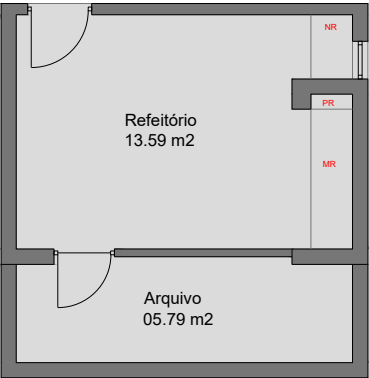 NR
PR
Refeitório
13.59 m2
MR
Arquivo
05.79 m2